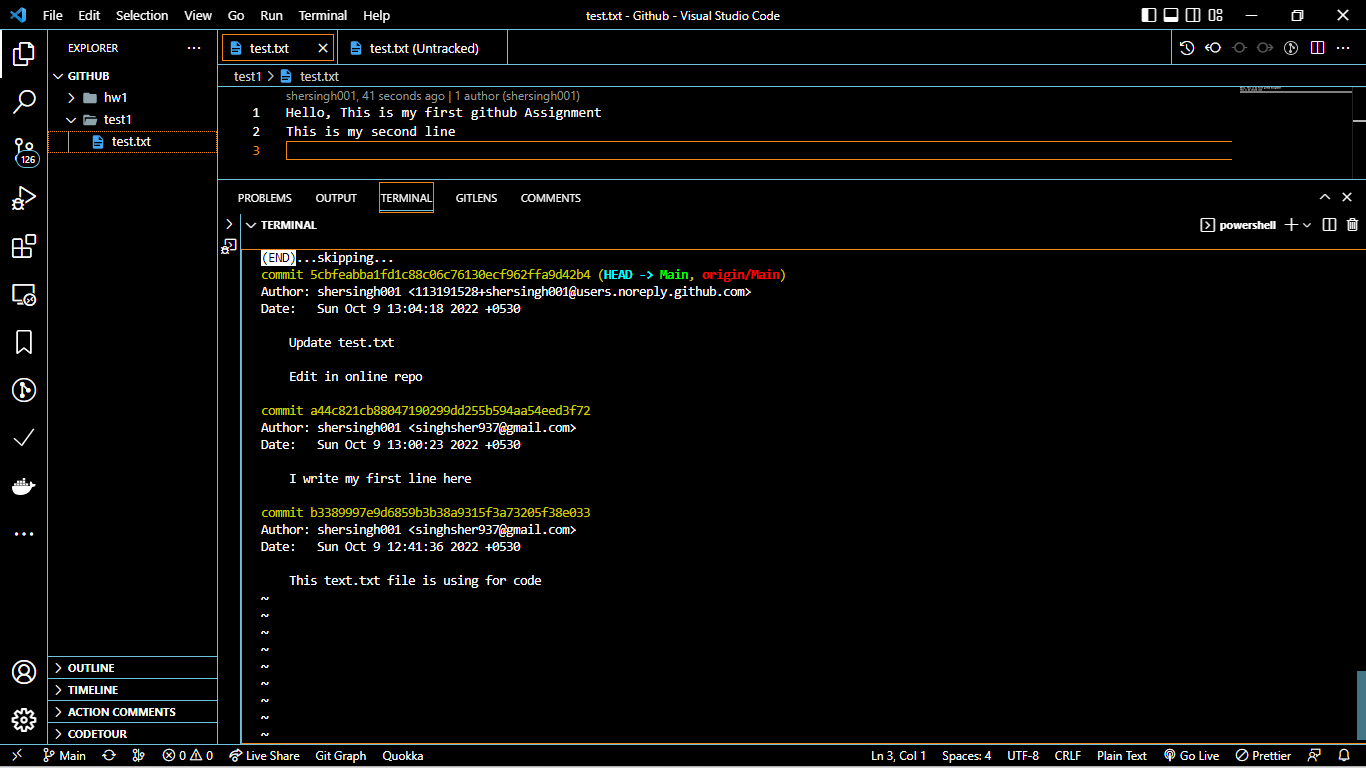 File Edit Selection View Go Run Terminal Help test.txt - Github - Visual Studio Code
EXPLORER ...
GITHUB
hw1
test1
test.txt
126
OUTLINE
TIMELINE
ACTION COMMENTS
CODETOUR
test.txt test.txt (Untracked)
test1 > test.txt
shersingh001, 41 seconds ago | 1 author (shersingh001)
1 Hello, This is my first github Assignment
2 This is my second line
3
PROBLEMS OUTPUT TERMINAL GITLENS COMMENTS
TERMINAL powershell
(END)...skipping...
commit 5cbfeabba1fd1c88c06c76130ecf962ffa9d42b4 (HEAD -> Main, origin/Main)
Author: shersingh001 <113191528+shersingh001@users.noreply.github.com>
Date:   Sun Oct 9 13:04:18 2022 +0530
Update test.txt
Edit in online repo
commit a44c821cb88047190299dd255b594aa54eed3f72
Author: shersingh001 <singhsher937@gmail.com>
Date:   Sun Oct 9 13:00:23 2022 +0530
I write my first line here
commit b3389997e9d6859b3b38a9315f3a73205f38e033
Author: shersingh001 <singhsher937@gmail.com>
Date:   Sun Oct 9 12:41:36 2022 +0530
This text.txt file is using for code
~
~
~
~
~
~
~
~
~
Main 0 0 Live Share Git Graph Quokka Ln 3, Col 1 Spaces: 4 UTF-8 CRLF Plain Text Go Live Prettier